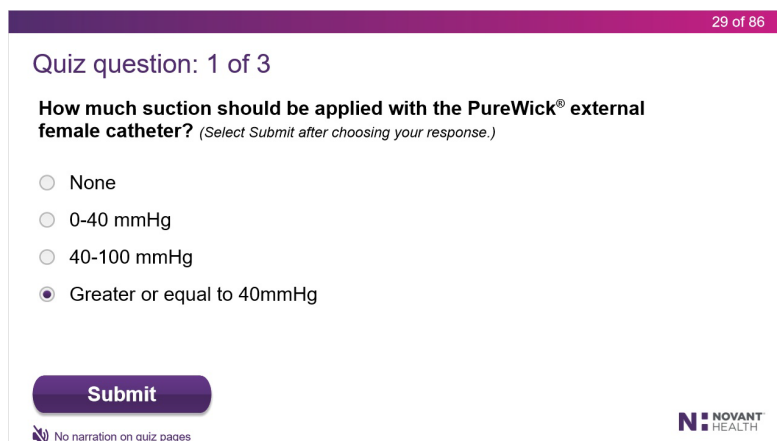 29 of 86
Quiz question: 1 of 3
How much suction should be applied with the PureWick® external
female catheter? (Select Submit after choosing your response.)
None
0-40 mmHg
40-100 mmHg
Greater or equal to 40mmHg
Submit
No narration on quiz pages
NOVANT
HEALTH